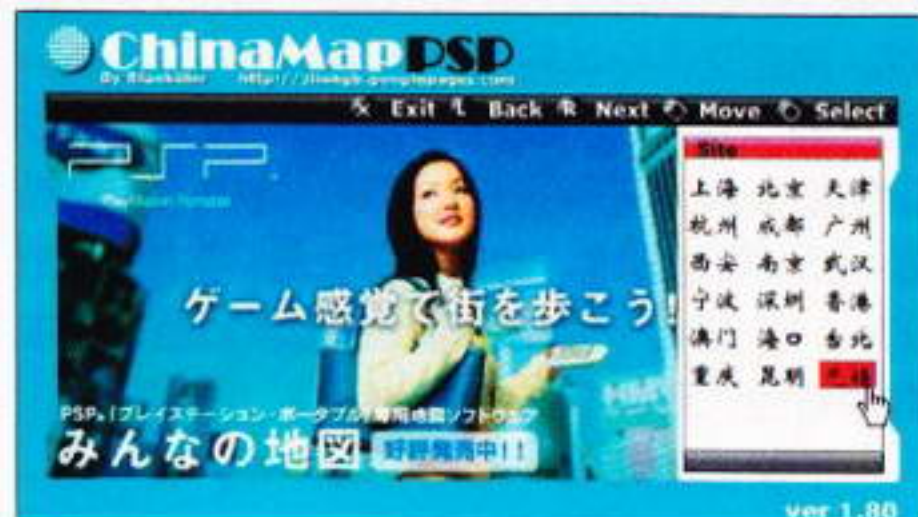 ChinaMapPSP
Exit L Back R Next Move Select
PSP
Site
上海 北京 天津
杭州 成都 广州
西安 南京 武汉
宁波 深圳 香港
澳门 海口 台北
重庆 昆明
ゲーム感覚で街を歩こう!
PSP®「プレイステーション・ポータブル」専用地図ソフトウェア
みんなの地図 好評発売中!!
ver 1.80